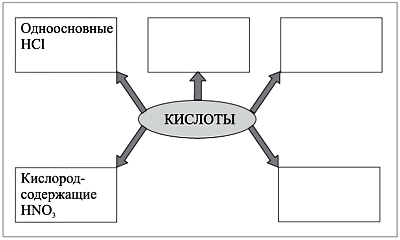 Одноосновные
HCl
КИСЛОТЫ
Кислород-
содержащие
HNO₃